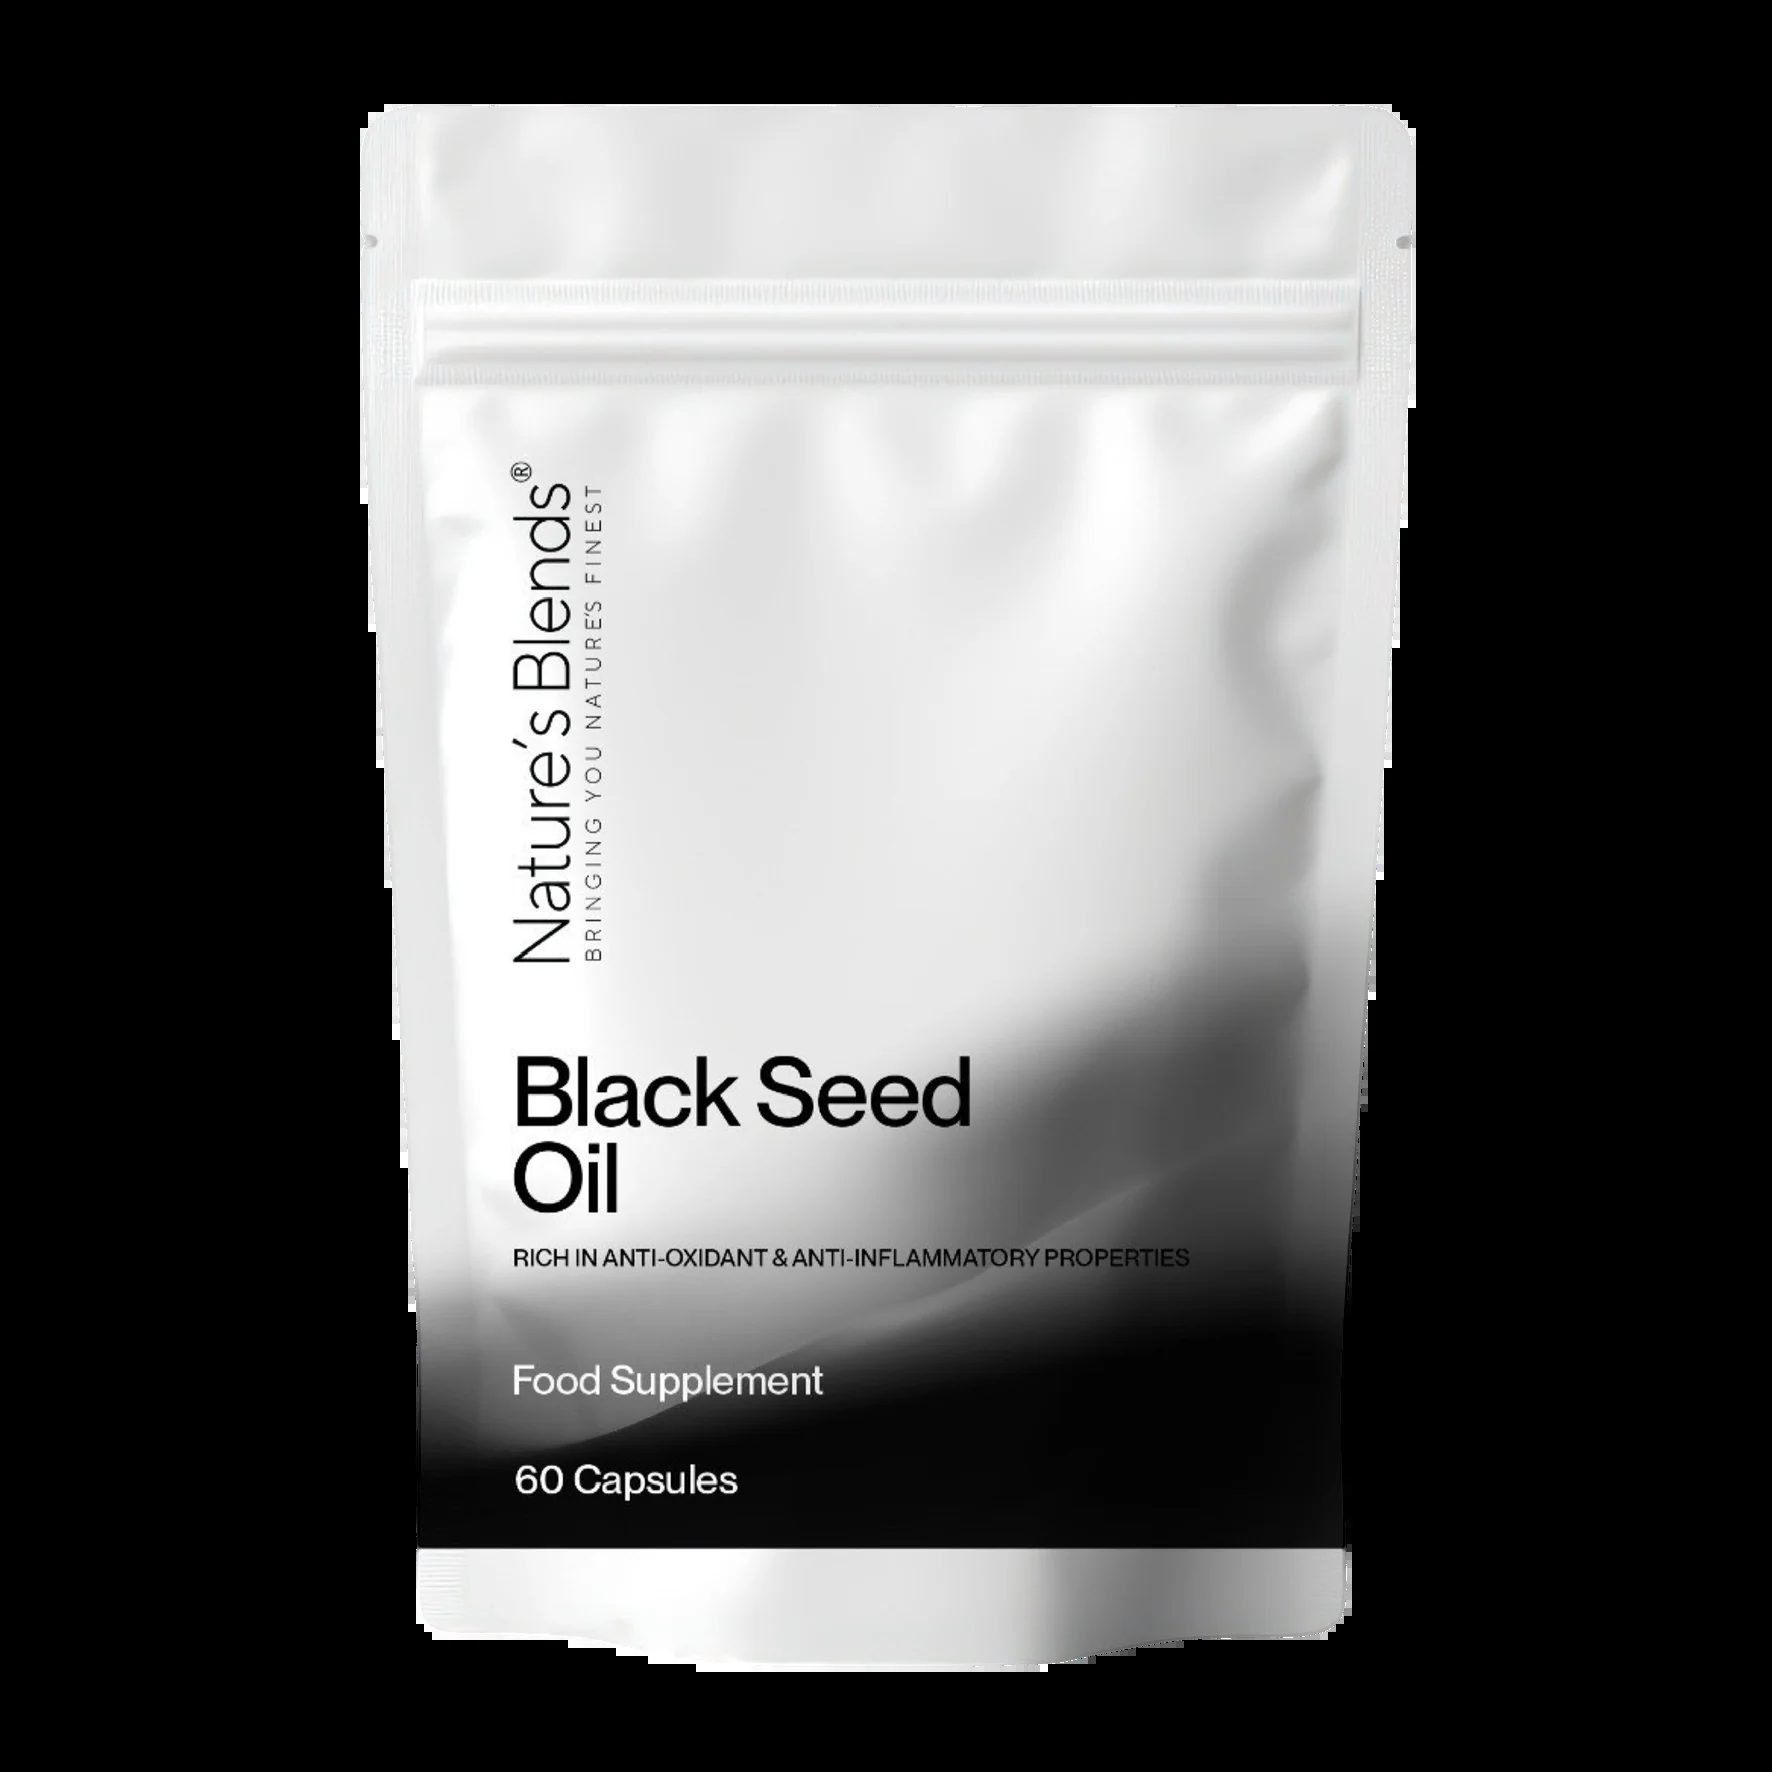 Nature's Blends®
BRINGING YOU NATURE'S FINEST
Black Seed
Oil
RICH IN ANTI-OXIDANT & ANTI-INFLAMMATORY PROPERTIES
Food Supplement
60 Capsules